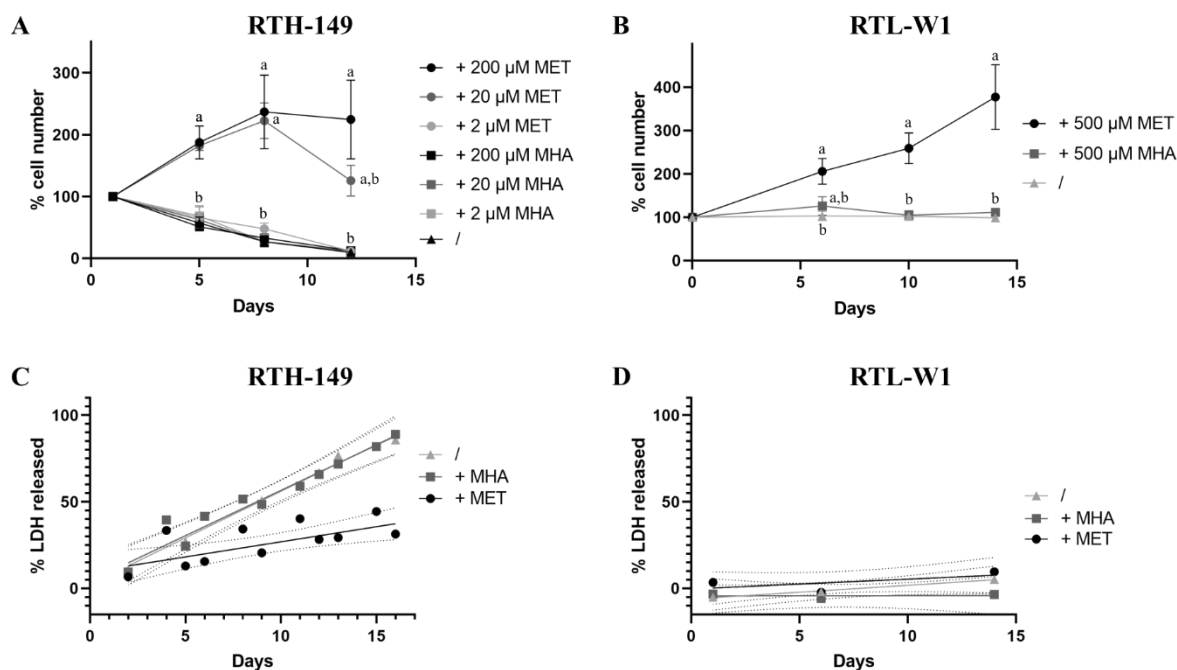 A
RTH-149
% cell number
300
200
100
0
0
5
10
15
Days
a
a
a
a
a,b
b
b
b
+ 200 µM MET
+ 20 µM MET
+ 2 µM MET
+ 200 µM MHA
+ 20 µM MHA
+ 2 µM MHA
/
B
RTL-W1
% cell number
400
300
200
100
0
0
5
10
15
Days
a
a
a
a,b
b
b
b
+ 500 µM MET
+ 500 µM MHA
/
C
RTH-149
% LDH released
100
50
0
0
5
10
15
Days
/
+ MHA
+ MET
D
RTL-W1
% LDH released
100
50
0
0
5
10
15
Days
/
+ MHA
+ MET